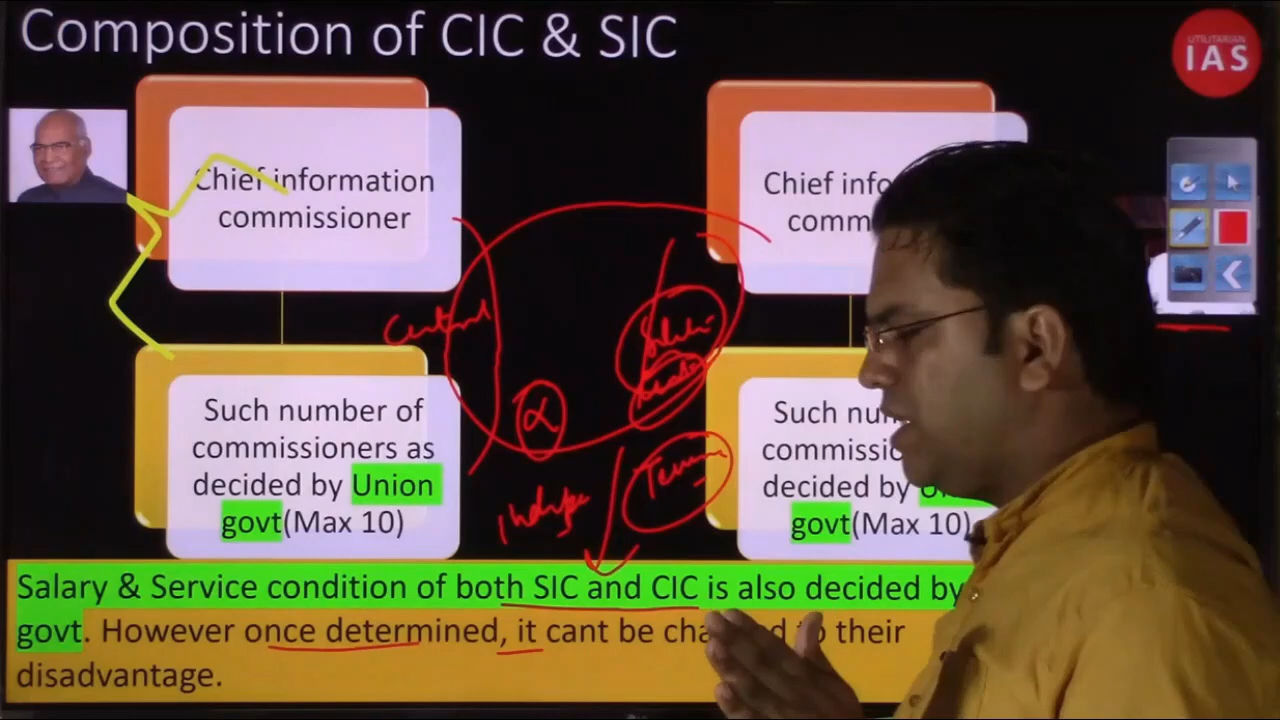 Composition of CIC & SIC
UTILITARIAN
IAS
Chief information
commissioner
Chief info
comm
Central
α
Such number of
commissioners as
decided by Union
govt(Max 10)
Such nu
commissio
decided by
govt(Max 10)
Salary & Service condition of both SIC and CIC is also decided by
govt. However once determined, it cant be cha d to their
disadvantage.